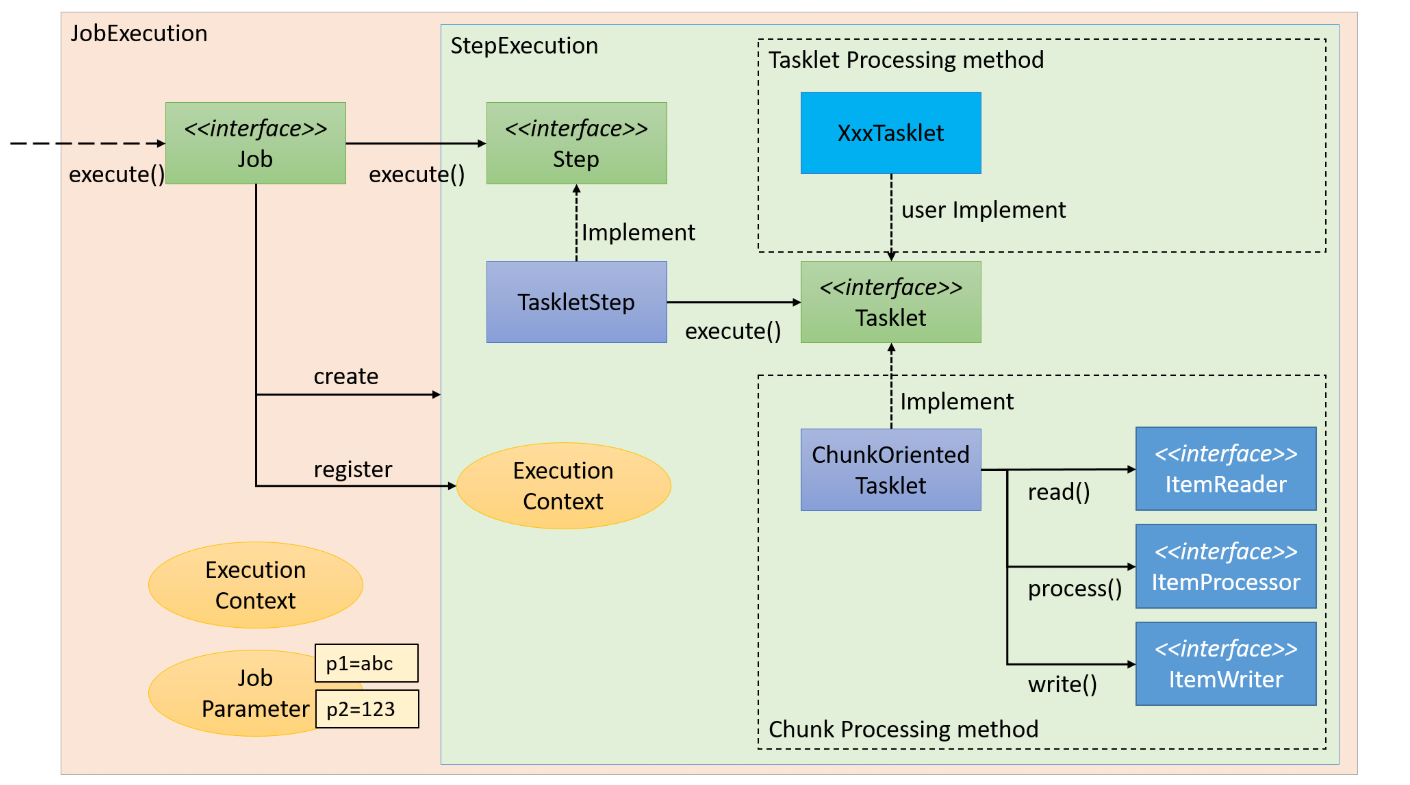 JobExecution
StepExecution
Tasklet Processing method
<<interface>>
Job
execute()
execute()
<<interface>>
Step
XxxTasklet
user Implement
Implement
TaskletStep
execute()
<<interface>>
Tasklet
create
register
Execution
Context
Implement
ChunkOriented
Tasklet
read()
<<interface>>
ItemReader
process()
<<interface>>
ItemProcessor
write()
<<interface>>
ItemWriter
Chunk Processing method
Execution
Context
Job
Parameter
p1=abc
p2=123